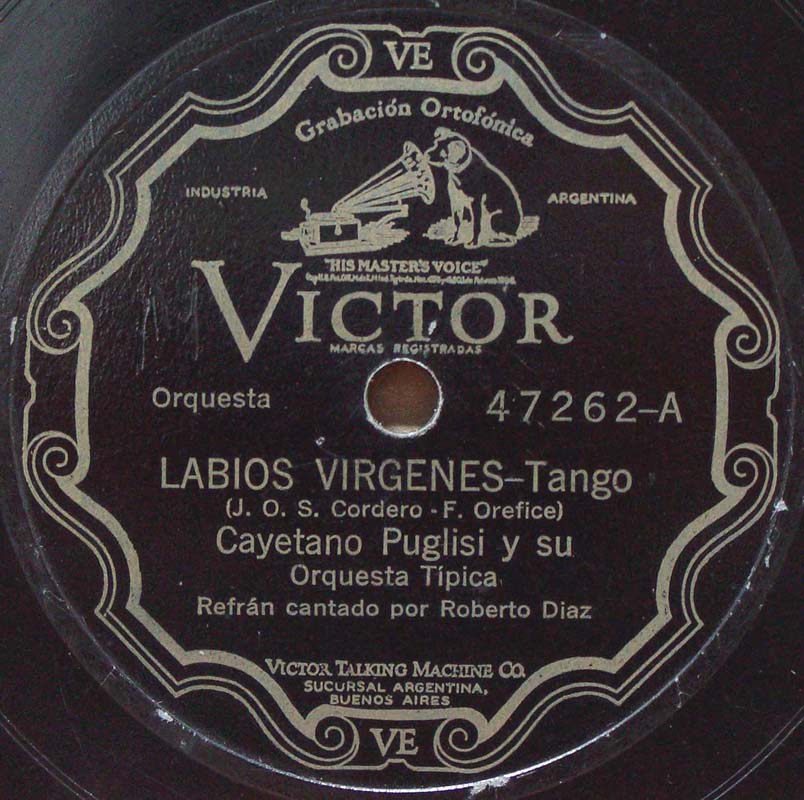 VE
Grabación Ortofónica
INDUSTRIA
ARGENTINA
"HIS MASTER'S VOICE"
VICTOR
MARCAS REGISTRADAS
Orquesta
47262-A
LABIOS VIRGENES-Tango
(J. O. S. Cordero - F. Orefice)
Cayetano Puglisi y su
Orquesta Típica
Refrán cantado por Roberto Diaz
VICTOR TALKING MACHINE CO.
SUCURSAL ARGENTINA,
BUENOS AIRES
VE